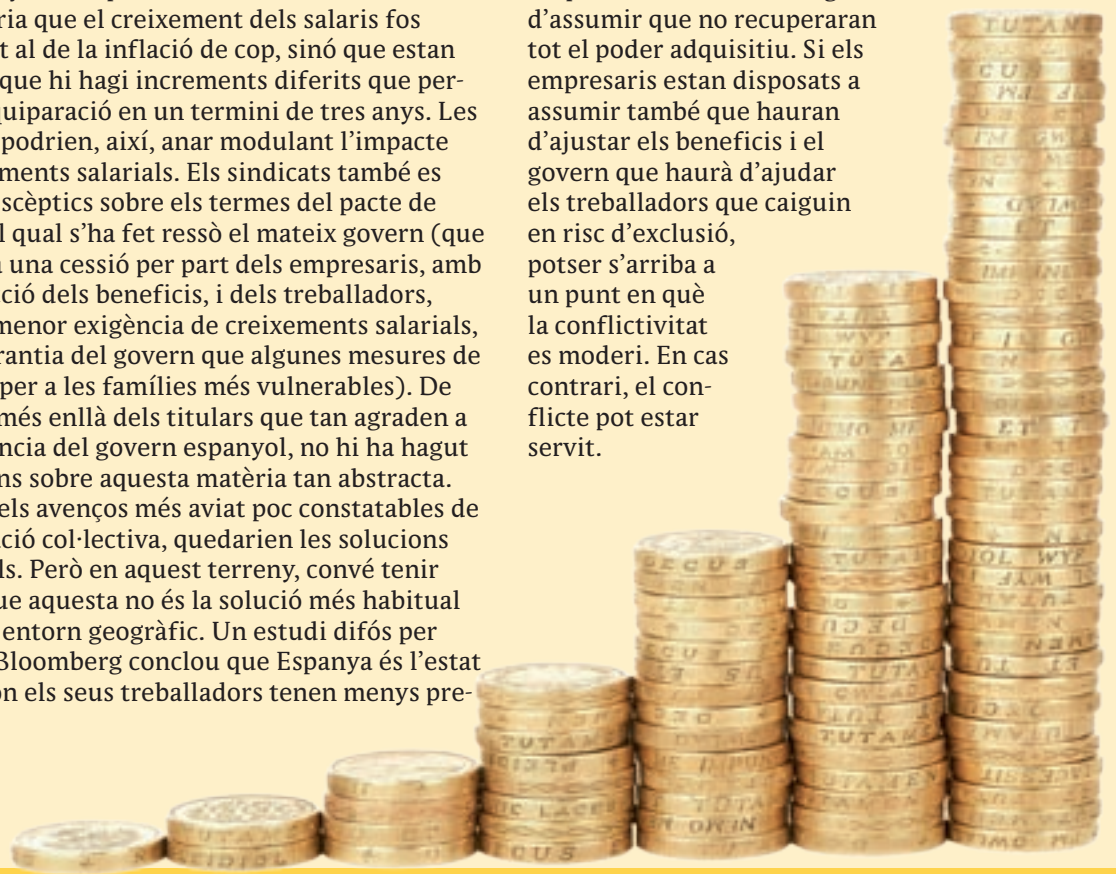 ria que el creixement dels salaris fos
t al de la inflació de cop, sinó que estan
que hi hagi increments diferits que per-
quiparació en un termini de tres anys. Les
podrien, així, anar modulant l’impacte
ments salarials. Els sindicats també es
scèptics sobre els termes del pacte de
l qual s’ha fet ressò el mateix govern (que
una cessió per part dels empresaris, amb
ció dels beneficis, i dels treballadors,
menor exigència de creixements salarials,
rantia del govern que algunes mesures de
per a les famílies més vulnerables). De
més enllà dels titulars que tan agraden a
ncia del govern espanyol, no hi ha hagut
ns sobre aquesta matèria tan abstracta.
els avenços més aviat poc constatables de
ció col·lectiva, quedarien les solucions
ls. Però en aquest terreny, convé tenir
ue aquesta no és la solució més habitual
entorn geogràfic. Un estudi difós per
Bloomberg conclou que Espanya és l’estat
on els seus treballadors tenen menys pre-
d’assumir que no recuperaran
tot el poder adquisitiu. Si els
empresaris estan disposats a
assumir també que hauran
d’ajustar els beneficis i el
govern que haurà d’ajudar
els treballadors que caiguin
en risc d’exclusió,
potser s’arriba a
un punt en què
la conflictivitat
es moderi. En cas
contrari, el con-
flicte pot estar
servit.